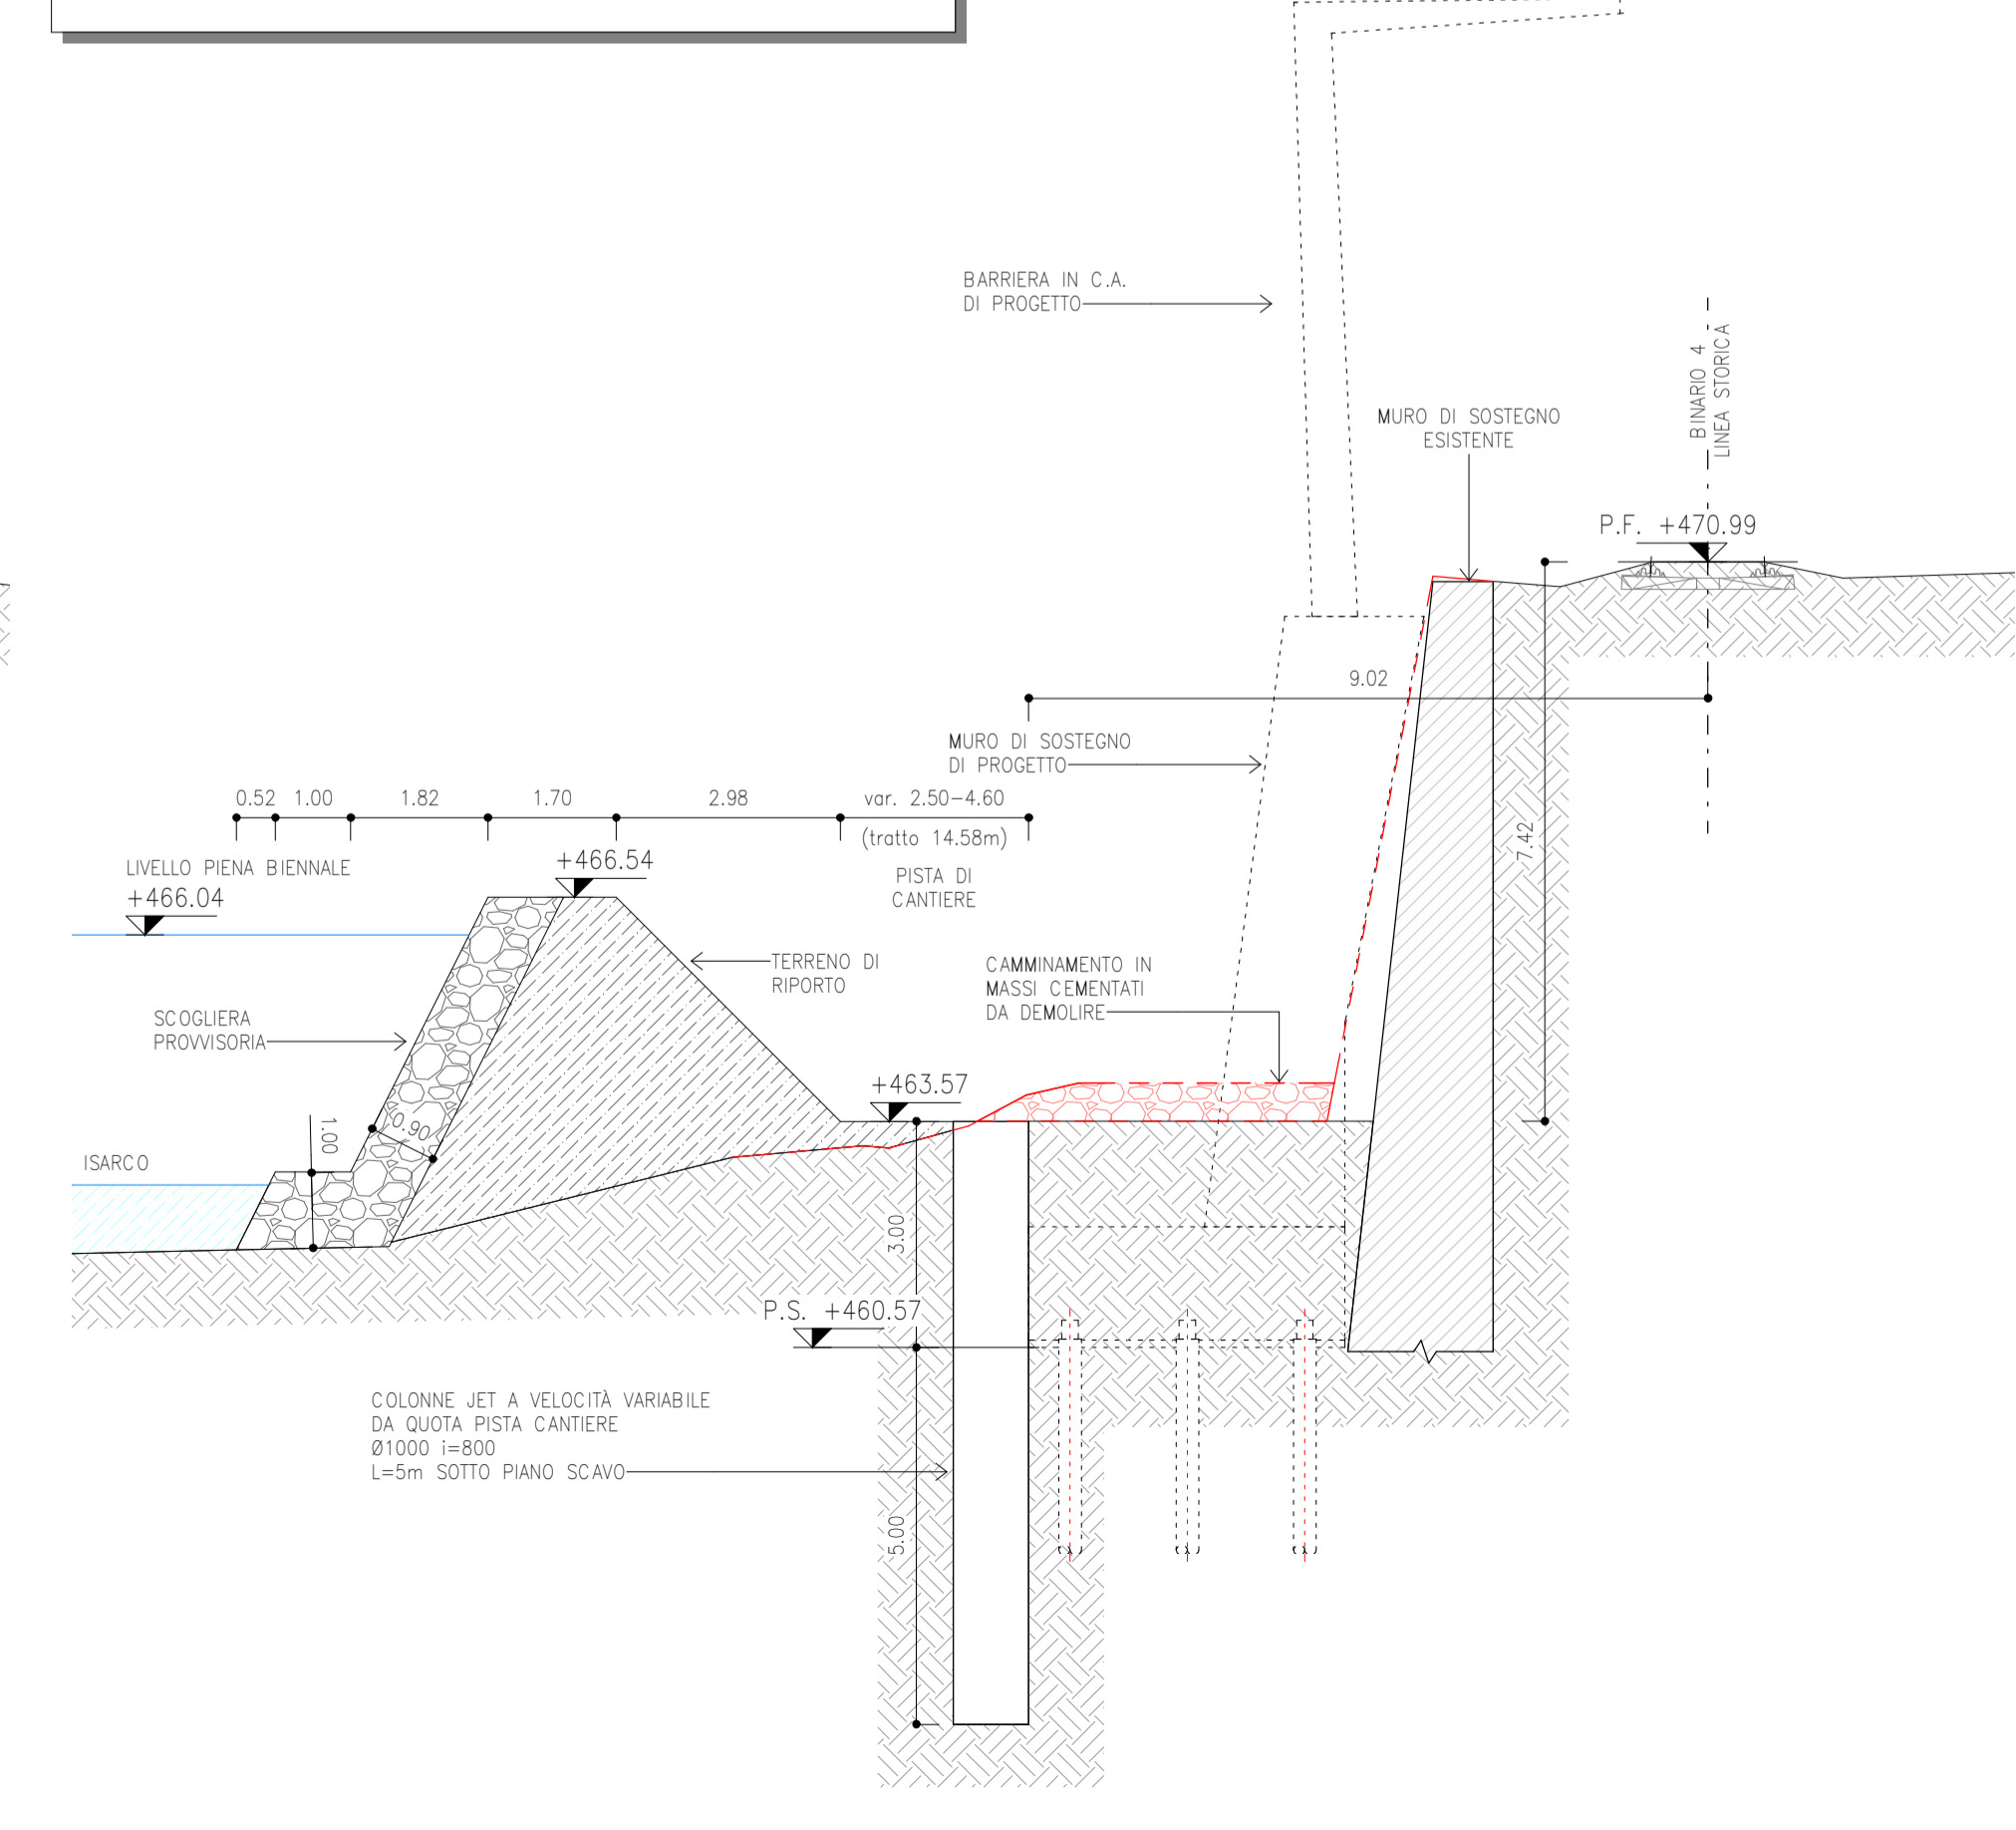 BARRIERA IN C.A.
DI PROGETTO
BINARIO 4
LINEA STORICA
MURO DI SOSTEGNO
ESISTENTE
P.F. +470.99
9.02
MURO DI SOSTEGNO
DI PROGETTO
0.52 1.00 1.82 1.70 2.98 var. 2.50-4.60
(tratto 14.58m)
PISTA DI
CANTIERE
7.42
LIVELLO PIENA BIENNALE
+466.04
+466.54
TERRENO DI
RIPORTO
CAMMINAMENTO IN
MASSI CEMENTATI
DA DEMOLIRE
SCOGLIERA
PROVVISORIA
+463.57
1.00
0.90
ISARCO
3.00
P.S. +460.57
COLONNE JET A VELOCITÀ VARIABILE
DA QUOTA PISTA CANTIERE
Ø1000 i=800
L=5m SOTTO PIANO SCAVO
5.00